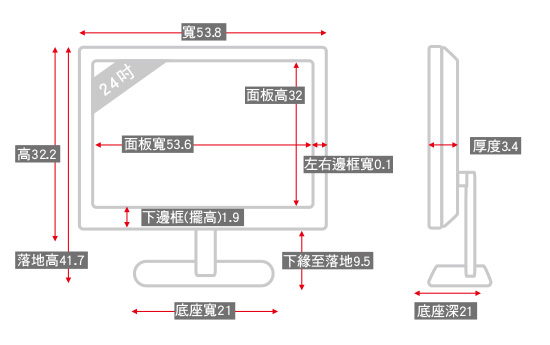 寬53.8
24吋
面板高32
面板寬53.6
厚度3.4
高32.2
左右邊框寬0.1
下邊框(擺高)1.9
落地高41.7
下緣至落地9.5
底座寬21
底座深21